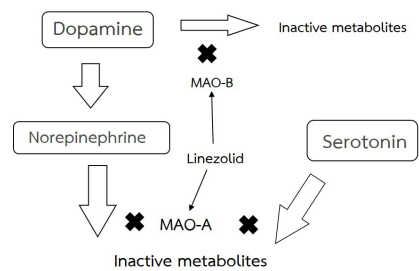 Dopamine
Inactive metabolites
MAO-B
Norepinephrine
Serotonin
Linezolid
MAO-A
Inactive metabolites